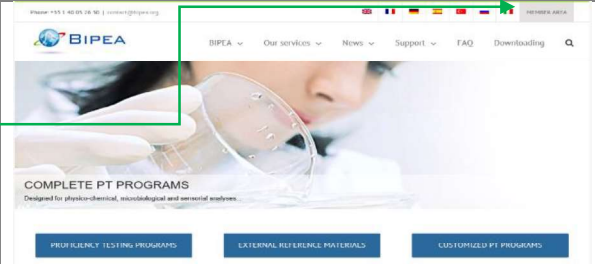 Phone: +33 1 40 05 26 30 | contact@bipea.org
MEMBER AREA
BIPEA
BIPEA Our services News Support FAQ Downloading
COMPLETE PT PROGRAMS
Designed for physico-chemical, microbiological and sensorial analyses...
PROFICIENCY TESTING PROGRAMS
EXTERNAL REFERENCE MATERIALS
CUSTOMIZED PT PROGRAMS